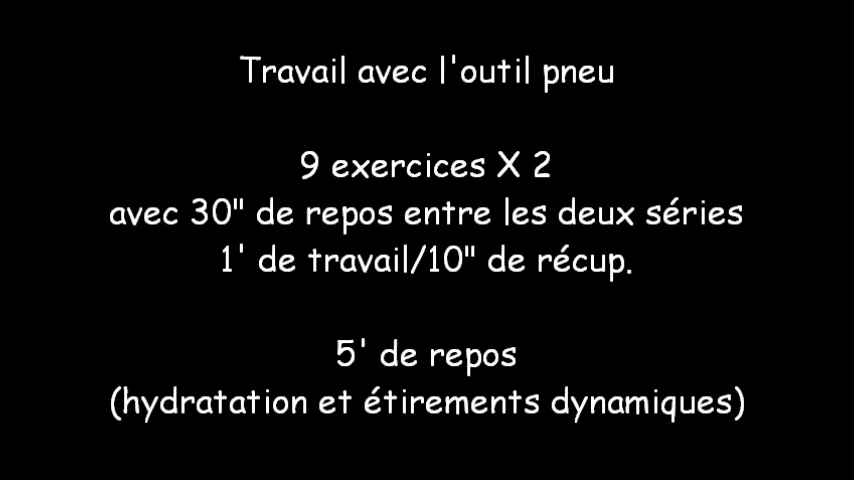 Travail avec l'outil pneu
9 exercices X 2
avec 30" de repos entre les deux séries
1' de travail/10" de récup.
5' de repos
(hydratation et étirements dynamiques)